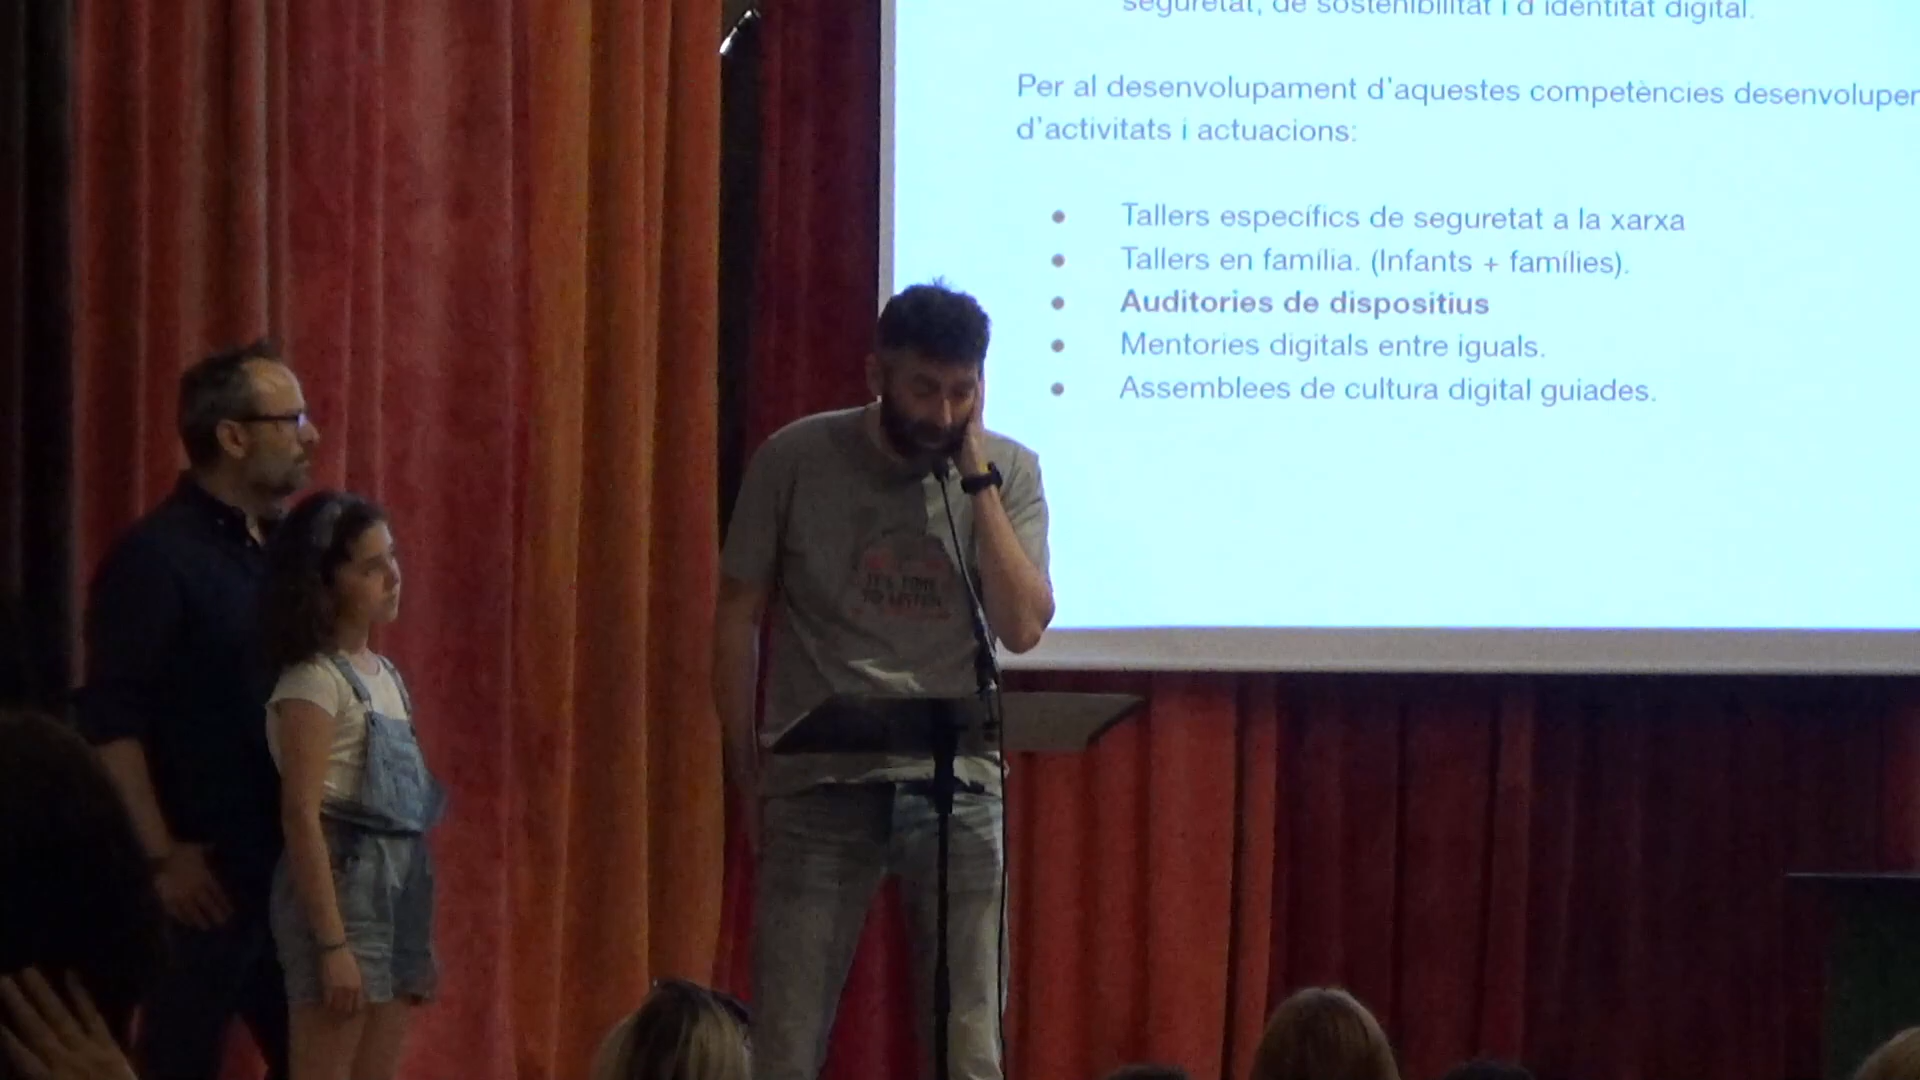 seguretat, de sostenibilitat i d'identitat digital.
Per al desenvolupament d'aquestes competències desenvolupen
d'activitats i actuacions:
• Tallers específics de seguretat a la xarxa
• Tallers en família. (Infants + famílies).
• Auditories de dispositius
• Mentories digitals entre iguals.
• Assemblees de cultura digital guiades.